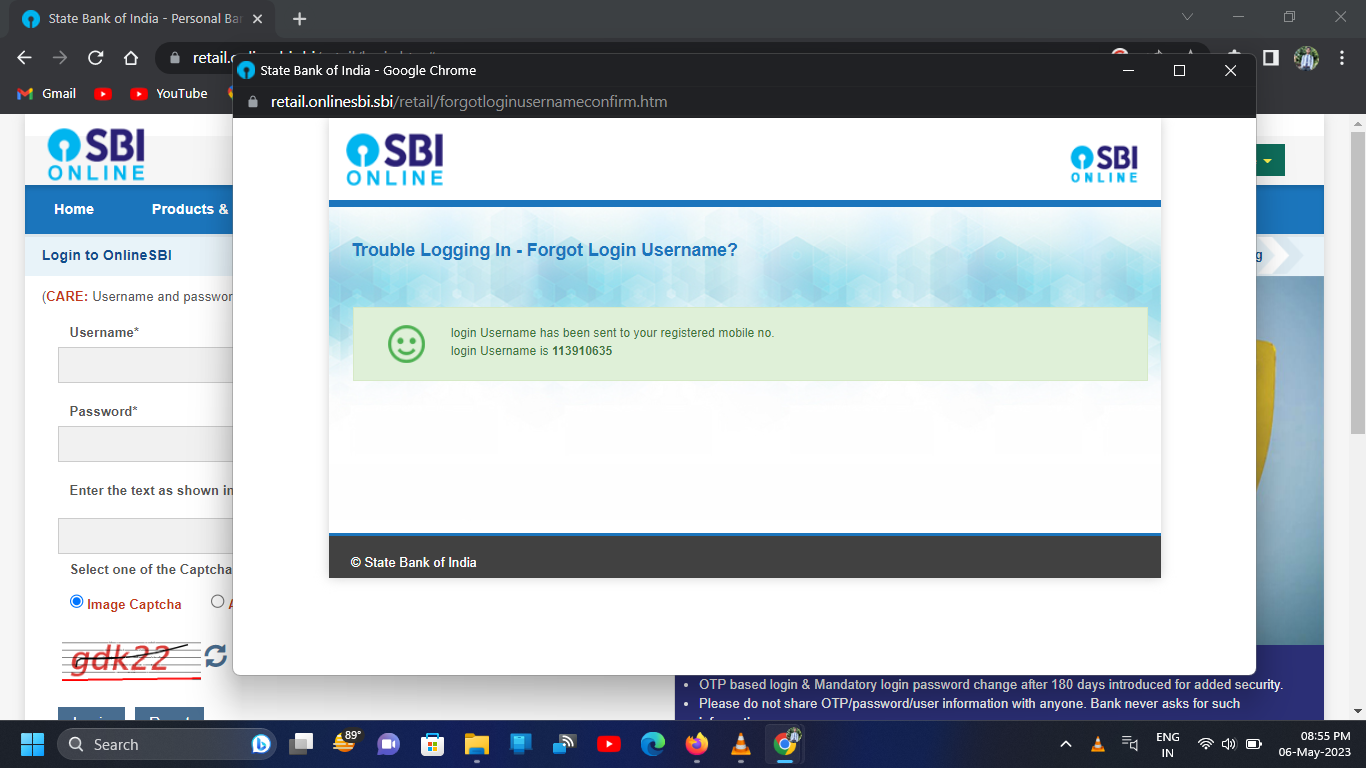 State Bank of India - Personal Ba
State Bank of India - Google Chrome
retail.
Gmail
YouTube
retail.onlinesbi.sbi/retail/forgotloginusernameconfirm.htm
SBI
ONLINE
SBI
ONLINE
SBI
ONLINE
Home
Products &
Login to OnlineSBI
(CARE: Username and passwor
Username*
Password*
Enter the text as shown in
Select one of the Captcha
Image Captcha
gdk22
Trouble Logging In - Forgot Login Username?
login Username has been sent to your registered mobile no.
login Username is 113910635
© State Bank of India
OTP based login & Mandatory login password change after 180 days introduced for added security.
Please do not share OTP/password/user information with anyone. Bank never asks for such
Search
89°
ENG
IN
08:55 PM
06-May-2023